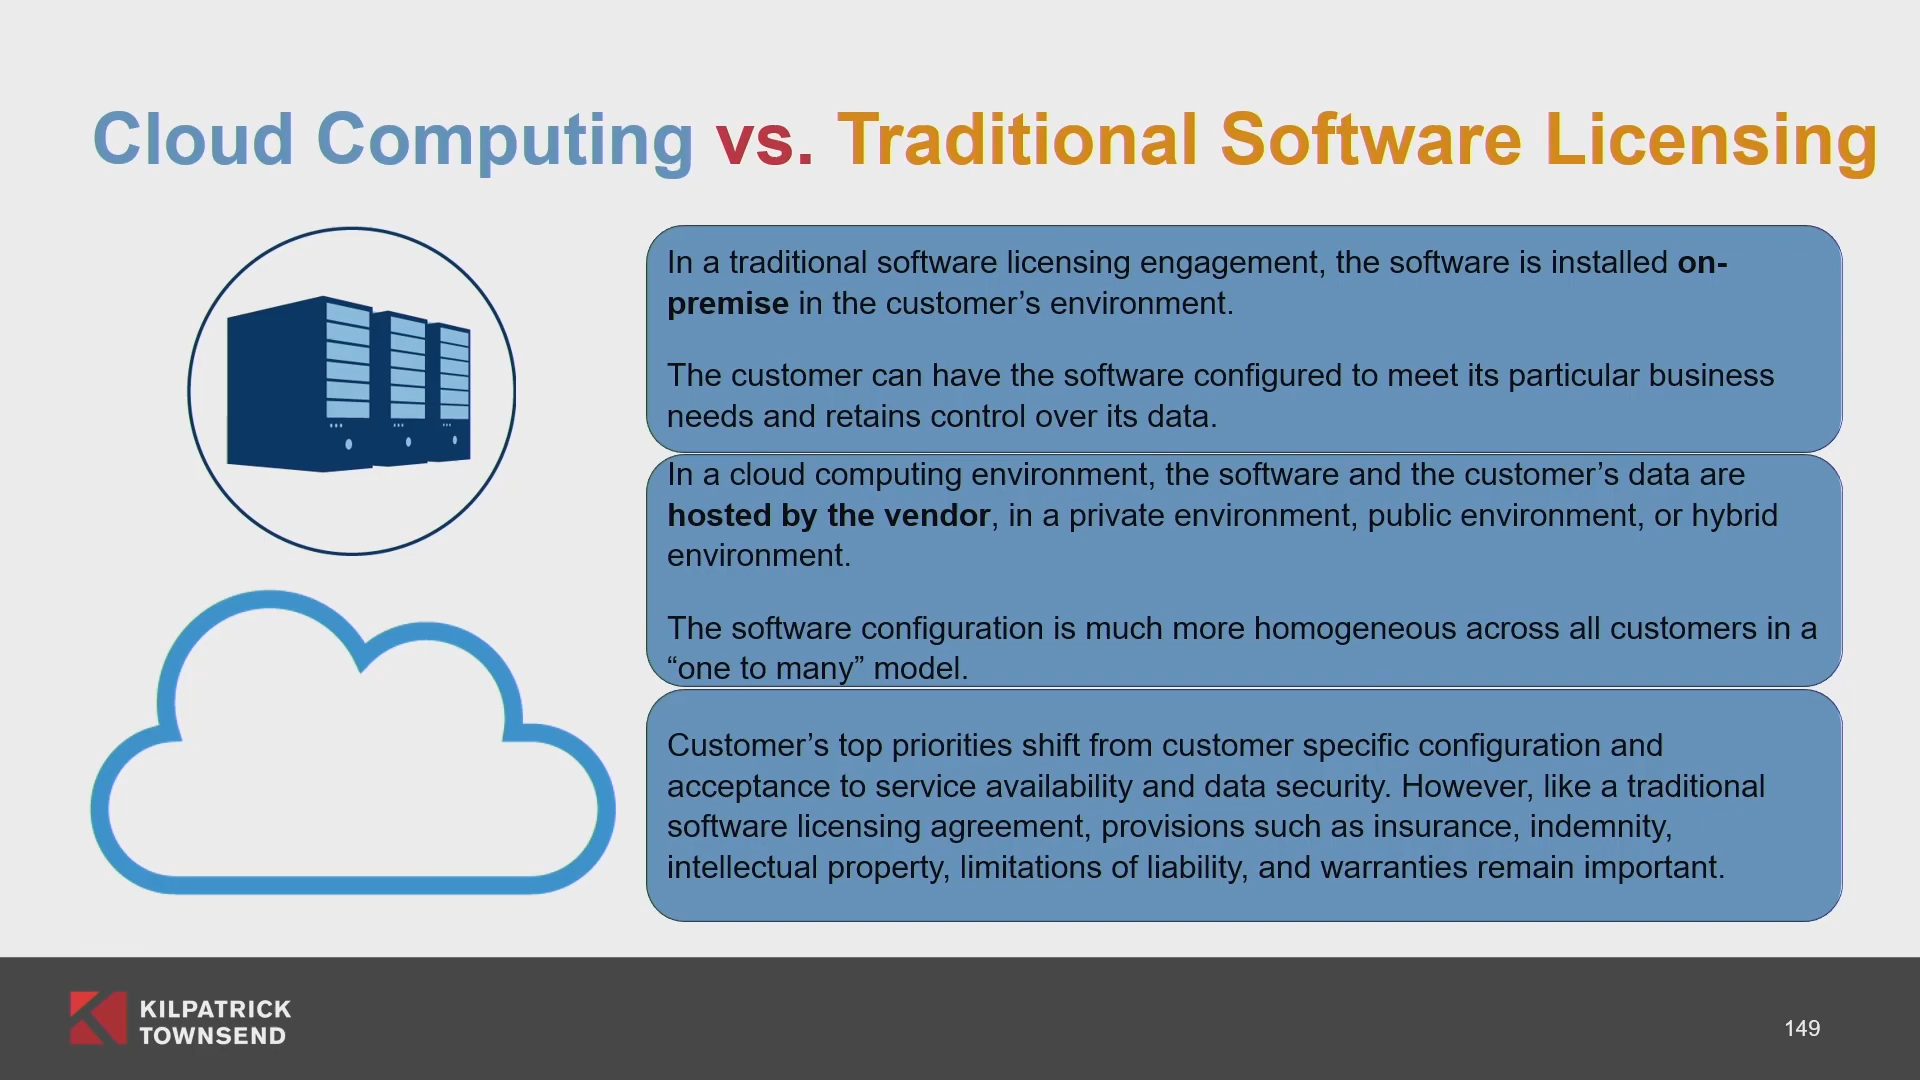 Cloud Computing vs. Traditional Software Licensing
In a traditional software licensing engagement, the software is installed on-
premise in the customer’s environment.
The customer can have the software configured to meet its particular business
needs and retains control over its data.
In a cloud computing environment, the software and the customer’s data are
hosted by the vendor, in a private environment, public environment, or hybrid
environment.
The software configuration is much more homogeneous across all customers in a
“one to many” model.
Customer’s top priorities shift from customer specific configuration and
acceptance to service availability and data security. However, like a traditional
software licensing agreement, provisions such as insurance, indemnity,
intellectual property, limitations of liability, and warranties remain important.
KILPATRICK
TOWNSEND
149